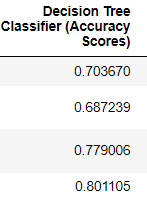 Decision Tree
Classifier (Accuracy
Scores)
0.703670
0.687239
0.779006
0.801105